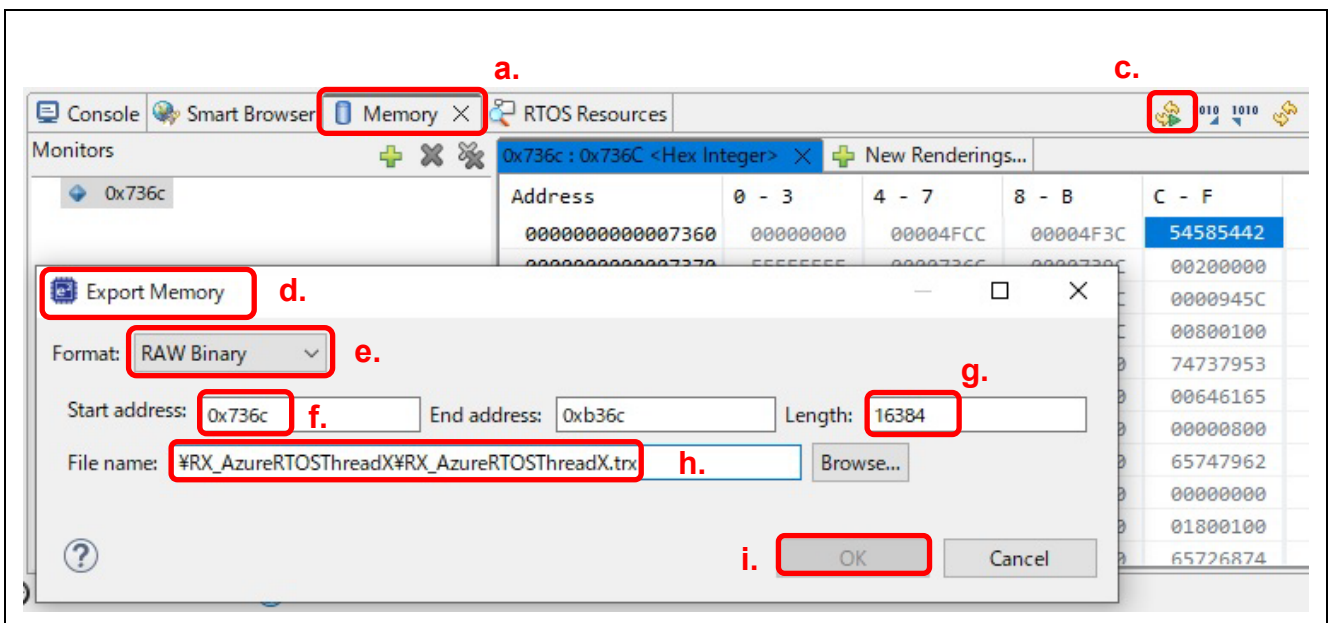 a.
c.
Console Smart Browser Memory RTOS Resources
010 1010
Monitors
0x736c : 0x736C <Hex Integer> New Renderings...
0x736c
Address 0 - 3 4 - 7 8 - B C - F
0000000000007360 00000000 00004FCC 00004F3C 54585442
00200000
Export Memory d.
0000945C
Format: RAW Binary e.
00800100
74737953
g.
Start address: 0x736c f. End address: 0xb36c Length: 16384
00646165
00000800
File name: ¥RX_AzureRTOSThreadX¥RX_AzureRTOSThreadX.trx h. Browse...
65747962
00000000
01800100
? i. OK Cancel
65726874